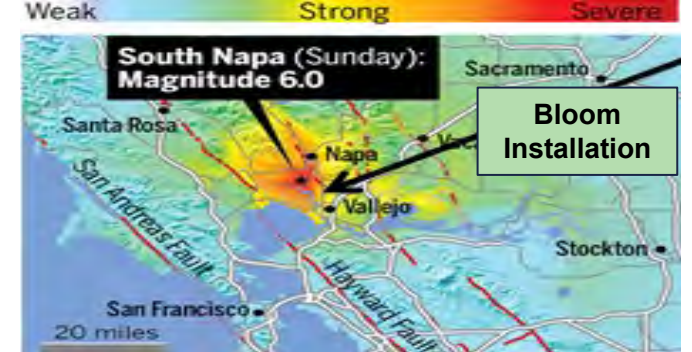 Weak Strong Severe
South Napa (Sunday):
Magnitude 6.0
Sacramento
Bloom
Installation
Santa Rosa
Napa
Vallejo
San Andreas Fault
Stockton
Hayward Fault
San Francisco
20 miles